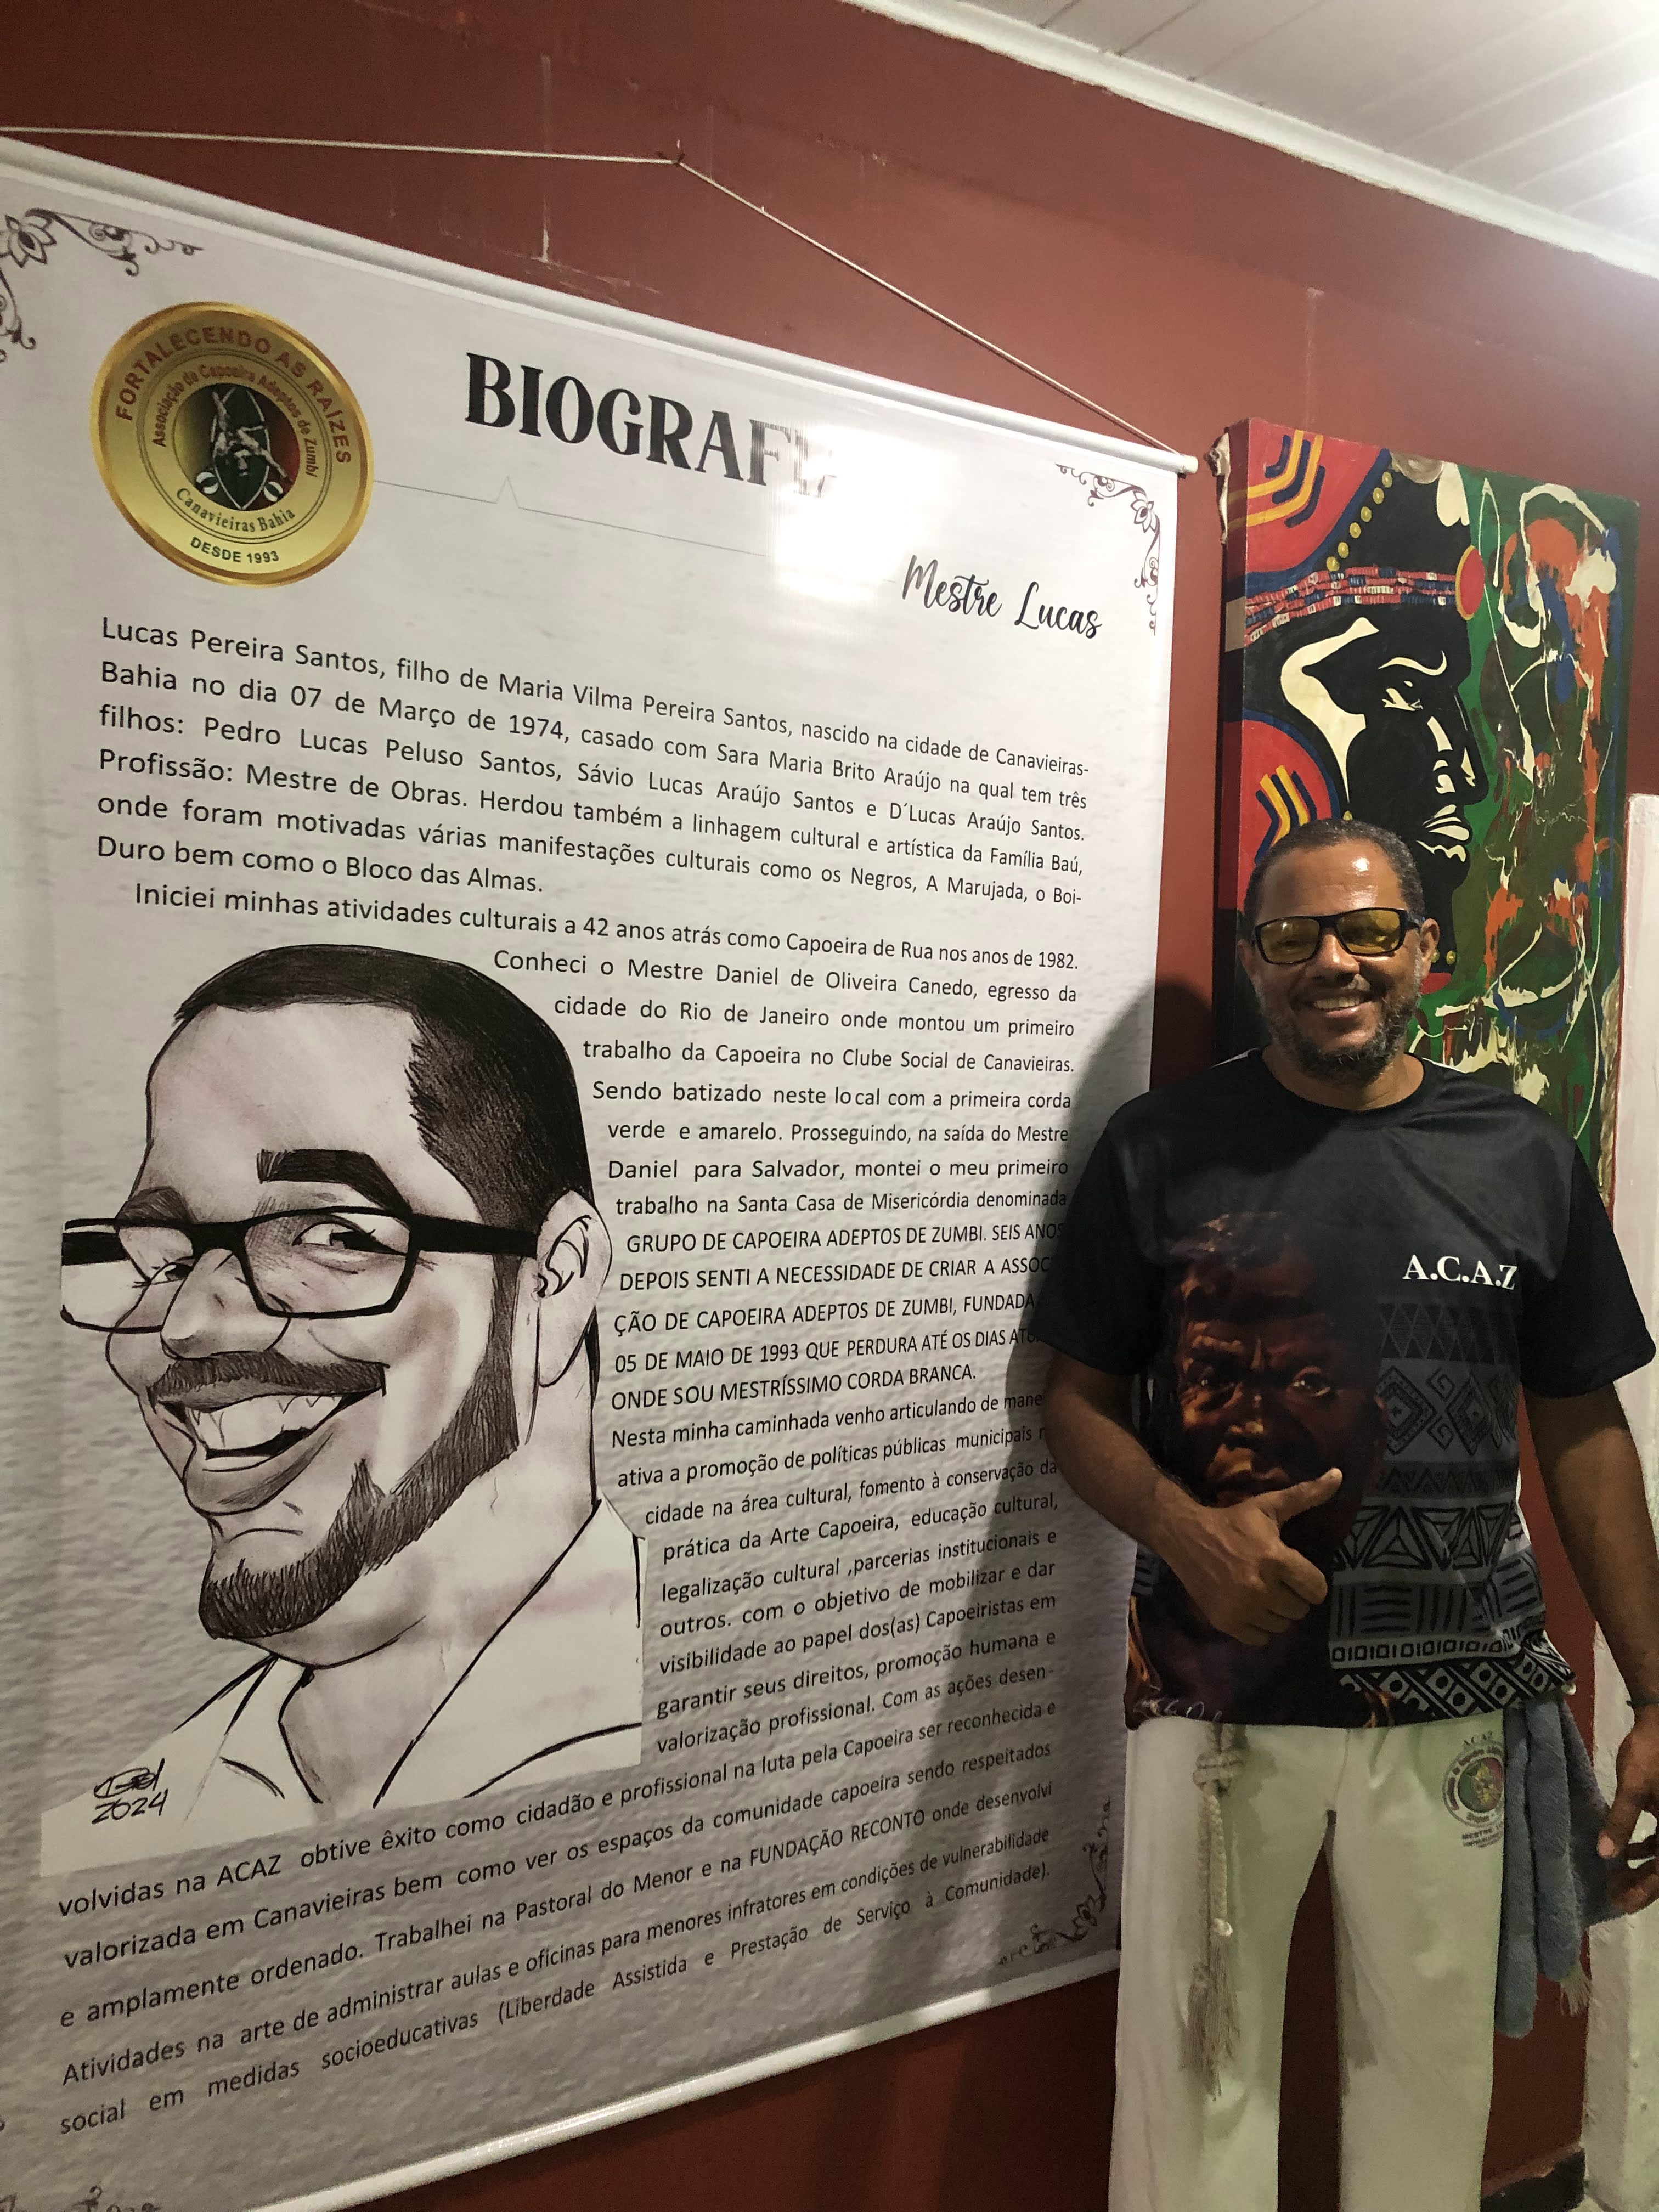 FORTALECENDO AS RAÍZES
Associação de Capoeira Adeptos de Zumbi
Canavieiras Bahia
DESDE 1993
BIOGRAFI
Mestre Lucas
Lucas Pereira Santos, filho de Maria Vilma Pereira Santos, nascido na cidade de Canavieiras-
Bahia no dia 07 de Março de 1974, casado com Sara Maria Brito Araújo na qual tem três
filhos: Pedro Lucas Peluso Santos, Sávio Lucas Araújo Santos e D´Lucas Araújo Santos.
Profissão: Mestre de Obras. Herdou também a linhagem cultural e artística da Família Baú,
onde foram motivadas várias manifestações culturais como os Negros, A Marujada, o Boi-
Duro bem como o Bloco das Almas.
Iniciei minhas atividades culturais a 42 anos atrás como Capoeira de Rua nos anos de 1982.
Conheci o Mestre Daniel de Oliveira Canedo, egresso da
cidade do Rio de Janeiro onde montou um primeiro
trabalho da Capoeira no Clube Social de Canavieiras.
Sendo batizado neste local com a primeira corda
verde e amarelo. Prosseguindo, na saída do Mestre
Daniel para Salvador, montei o meu primeiro
trabalho na Santa Casa de Misericórdia denominada
GRUPO DE CAPOEIRA ADEPTOS DE ZUMBI. SEIS ANOS
DEPOIS SENTI A NECESSIDADE DE CRIAR A ASSOC
ÇÃO DE CAPOEIRA ADEPTOS DE ZUMBI, FUNDADA
05 DE MAIO DE 1993 QUE PERDURA ATÉ OS DIAS
ONDE SOU MESTRÍSSIMO CORDA BRANCA.
Nesta minha caminhada venho articulando de mane
ativa a promoção de políticas públicas municipais
cidade na área cultural, fomento à conservação da
prática da Arte Capoeira, educação cultural,
legalização cultural ,parcerias institucionais e
outros. com o objetivo de mobilizar e dar
visibilidade ao papel dos(as) Capoeiristas em
garantir seus direitos, promoção humana e
valorização profissional. Com as ações desen-
volvidas na ACAZ obtive êxito como cidadão e profissional na luta pela Capoeira ser reconhecida e
valorizada em Canavieiras bem como ver os espaços da comunidade capoeira sendo respeitados
e amplamente ordenado. Trabalhei na Pastoral do Menor e na FUNDAÇÃO RECONTO onde desenvolvi
Atividades na arte de administrar aulas e oficinas para menores infratores em condições de vulnerabilidade
social em medidas socioeducativas (Liberdade Assistida e Prestação de Serviço à Comunidade).
2024
A.C.A.Z
ACAZ